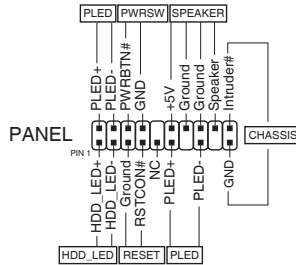 PLED PWRSW SPEAKER
PLED+
PLED-
PWRBTN#
GND
+5V
Ground
Ground
Speaker
Intruder#
PANEL
PIN 1
CHASSIS
HDD_LED+
HDD_LED-
Ground
RSTCON#
NC
PLED+
PLED-
GND
HDD_LED RESET PLED